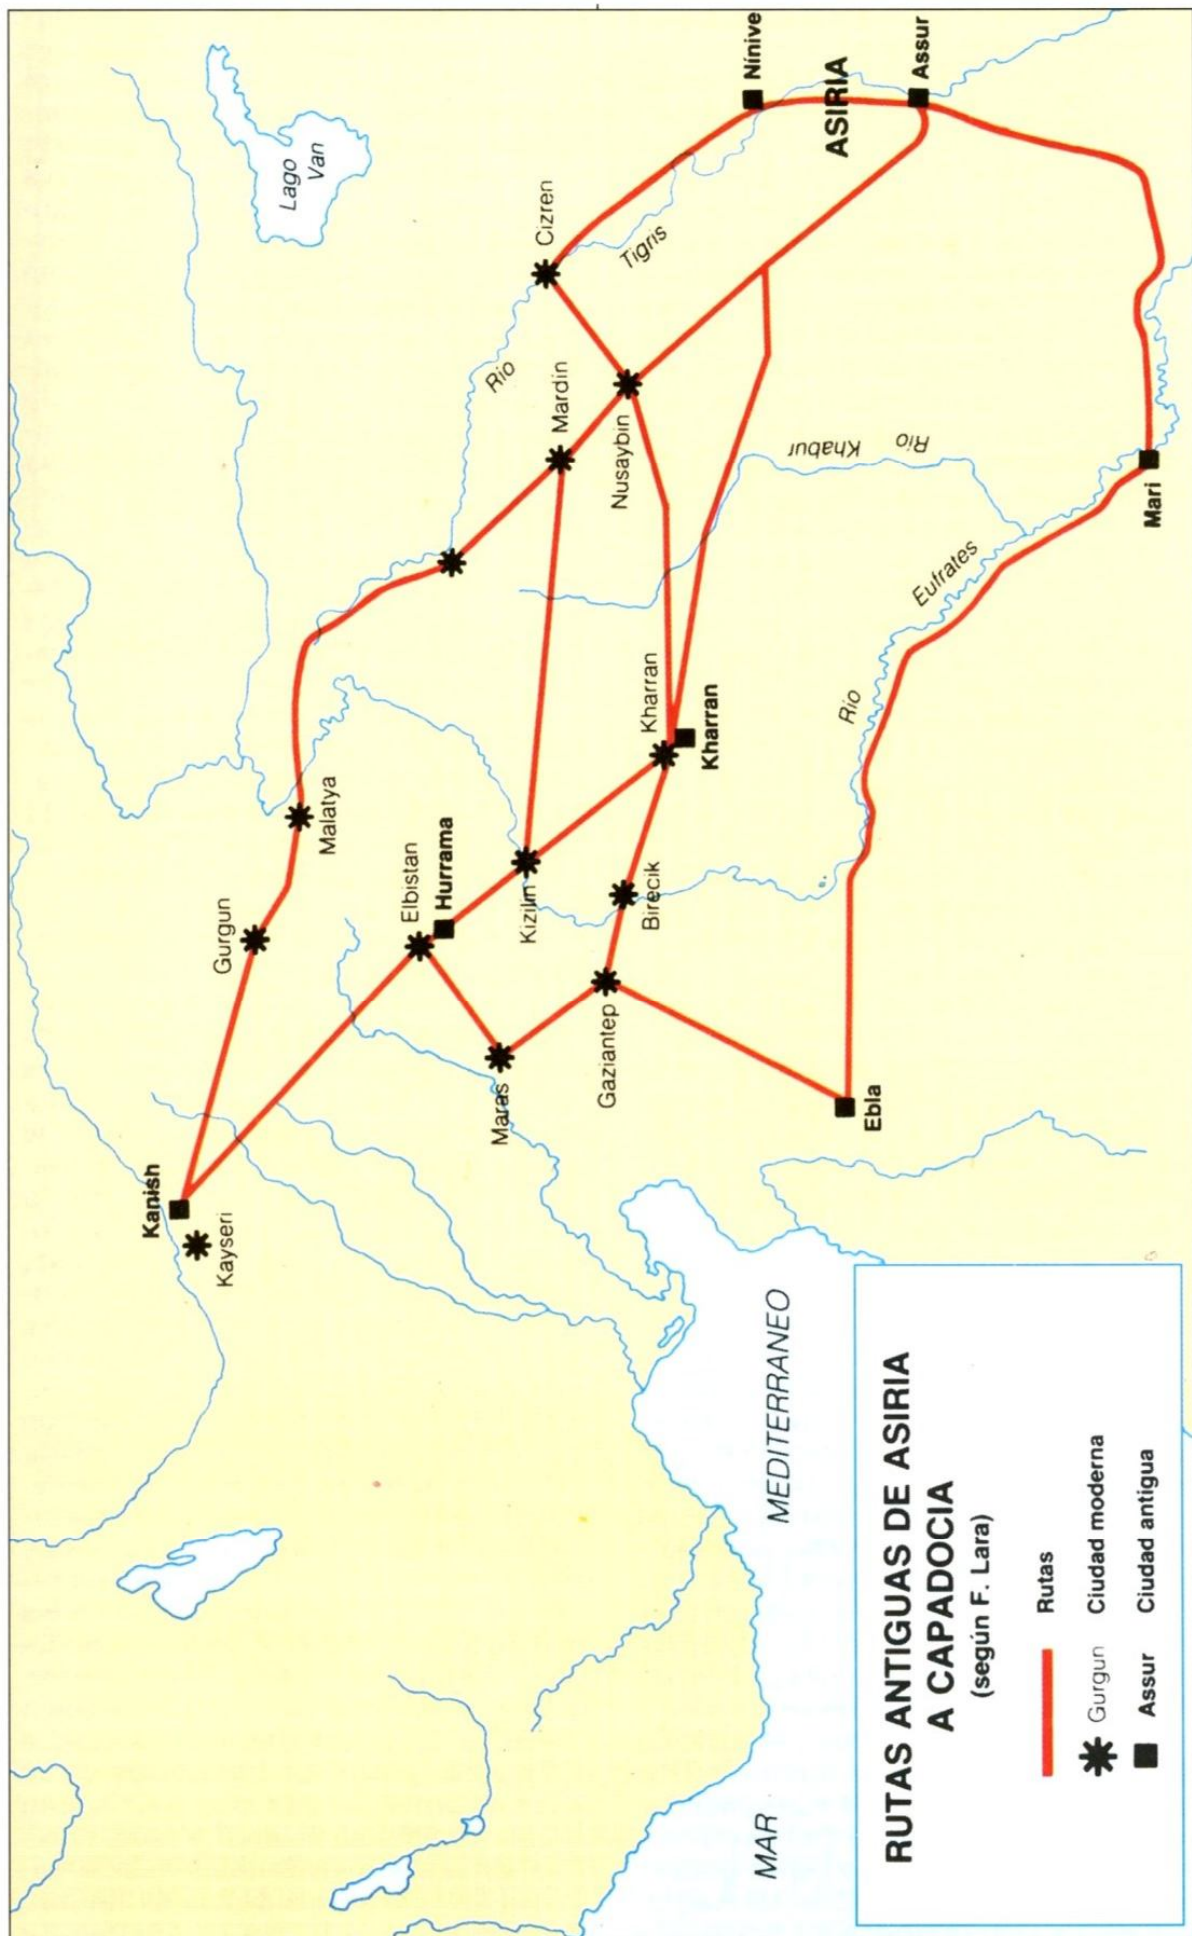 Kanish
Kayseri
Gurgun
Lago
Van
Malatya
Elbistan
Hurrama
Maras
Kizilin
Rio
Cizren
Mardin
Gaziantep
Nusaybin
Tigris
Birecik
Kharran
Kharran
Ninive
MAR MEDITERRANEO
ASIRIA
Rio
Khabur
Rio
Eufrates
Ebla
Assur
Mari
RUTAS ANTIGUAS DE ASIRIA
A CAPADOCIA
(según F. Lara)
Rutas
Gurgun Ciudad moderna
Assur Ciudad antigua